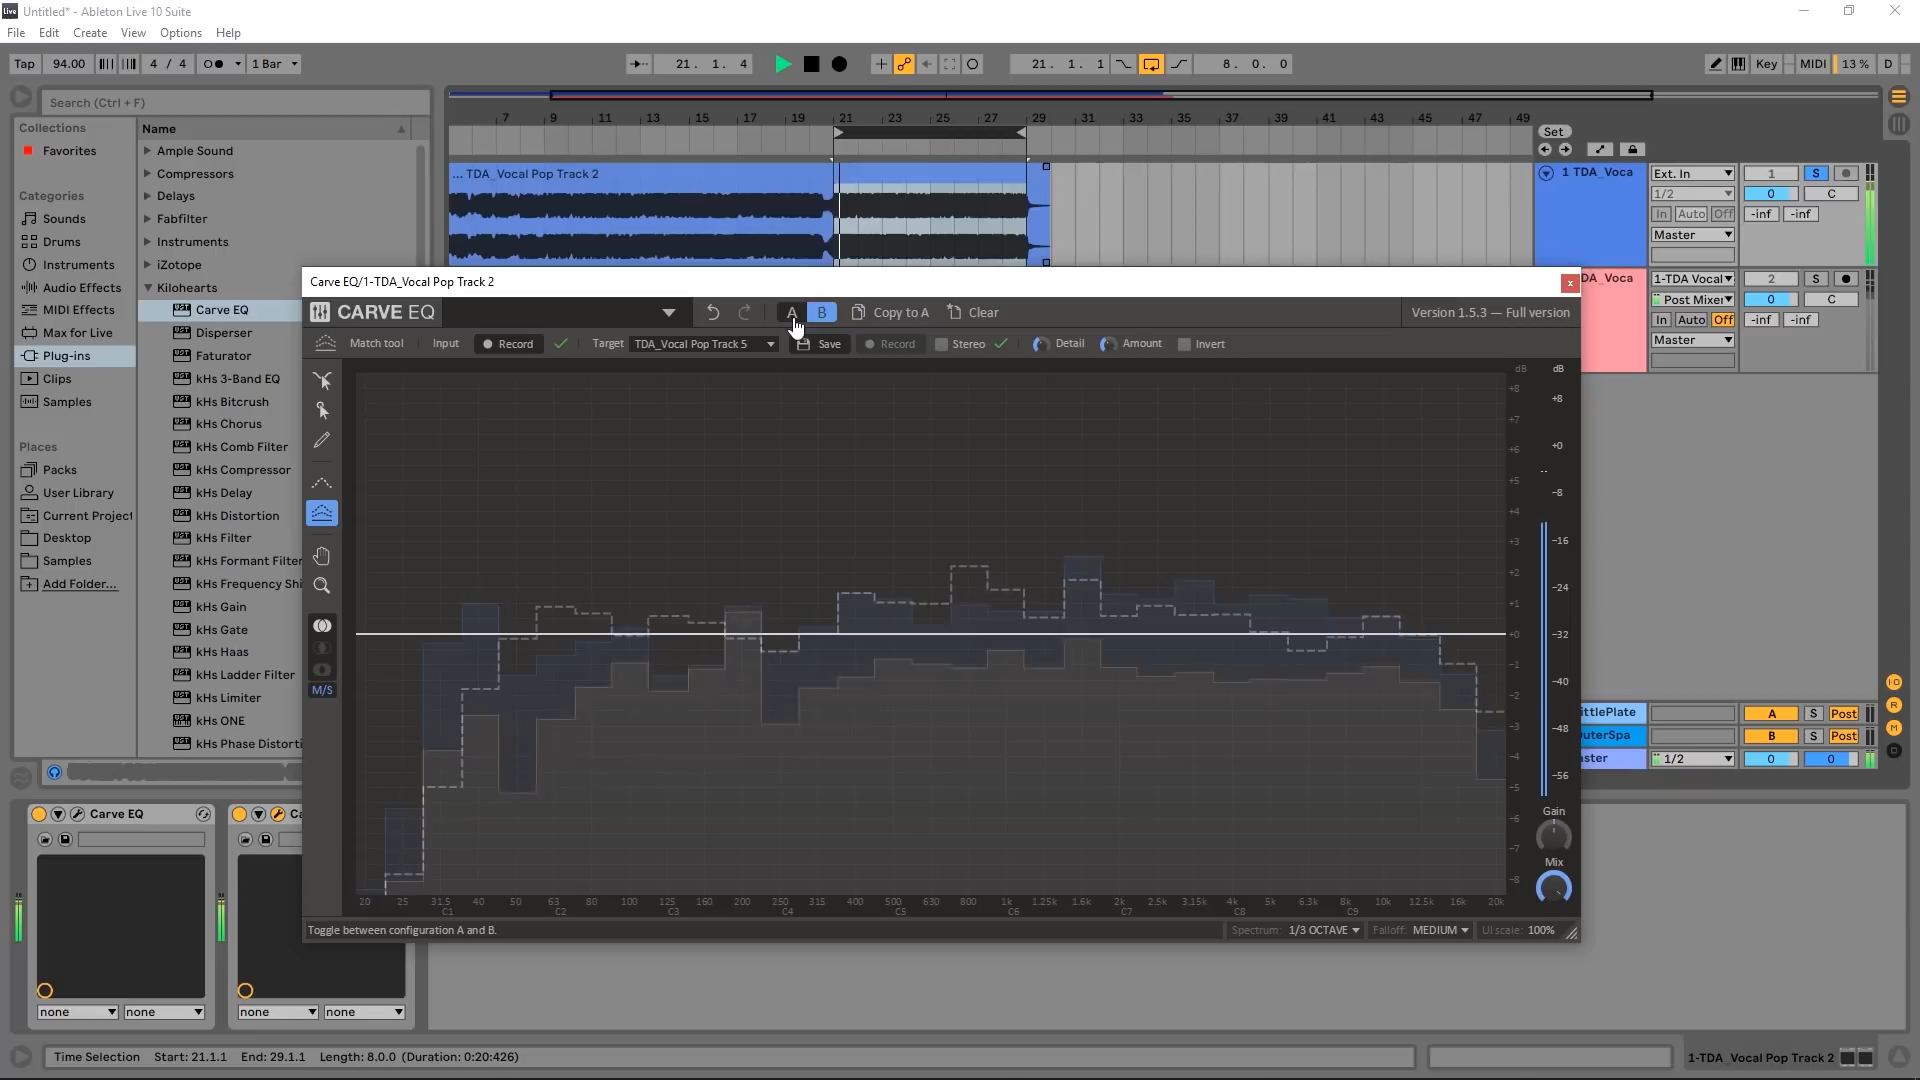 Live Untitled* - Ableton Live 10 Suite
File Edit Create View Options Help
Tap 94.00 4 / 4 1 Bar 21. 1. 4 21. 1. 1 8. 0. 0 Key MIDI 13 % D
Search (Ctrl + F)
Collections
Favorites
Categories
Sounds
Drums
Instruments
Audio Effects
MIDI Effects
Max for Live
Plug-ins
Clips
Samples
Places
Packs
User Library
Current Project
Desktop
Samples
Add Folder...
Name
Ample Sound
Compressors
Delays
Fabfilter
Instruments
iZotope
Kilohearts
Carve EQ
Disperser
Faturator
kHs 3-Band EQ
kHs Bitcrush
kHs Chorus
kHs Comb Filter
kHs Compressor
kHs Delay
kHs Distortion
kHs Filter
kHs Formant Filter
kHs Frequency Shi
kHs Gain
kHs Gate
kHs Haas
kHs Ladder Filter
kHs Limiter
kHs ONE
kHs Phase Distorti
7 9 11 13 15 17 19 21 23 25 27 29 31 33 35 37 39 41 43 45 47 49
Set
... TDA_Vocal Pop Track 2
1 TDA_Voca Ext. In 1 S
1/2 0 C
In Auto Off -inf -inf
Master
DA_Voca 1-TDA Vocal 2 S
Post Mixer 0 C
In Auto Off -inf -inf
Master
Carve EQ/1-TDA_Vocal Pop Track 2 x
CARVE EQ A B Copy to A Clear Version 1.5.3 — Full version
Match tool Input Record Target TDA_Vocal Pop Track 5 Save Record Stereo Detail Amount Invert
M/S
dB
+8
+7
+6
+5
+4
+3
+2
+1
+0
-1
-2
-3
-4
-5
-6
-7
-8
dB
+8
+0
--
-8
-16
-24
-32
-40
-48
-56
Gain
Mix
20 25 31.5 40 50 63 80 100 125 160 200 250 315 400 500 630 800 1k 1.25k 1.6k 2k 2.5k 3.15k 4k 5k 6.3k 8k 10k 12.5k 16k 20k
C1 C2 C3 C4 C5 C6 C7 C8 C9
Toggle between configuration A and B. Spectrum: 1/3 OCTAVE Falloff: MEDIUM UI scale: 100%
ittlePlate A S Post
uterSpa B S Post
ster 1/2 0 0
I·O
R
M
D
Carve EQ Ca
none none none none
Time Selection Start: 21.1.1 End: 29.1.1 Length: 8.0.0 (Duration: 0:20:426) 1-TDA_Vocal Pop Track 2